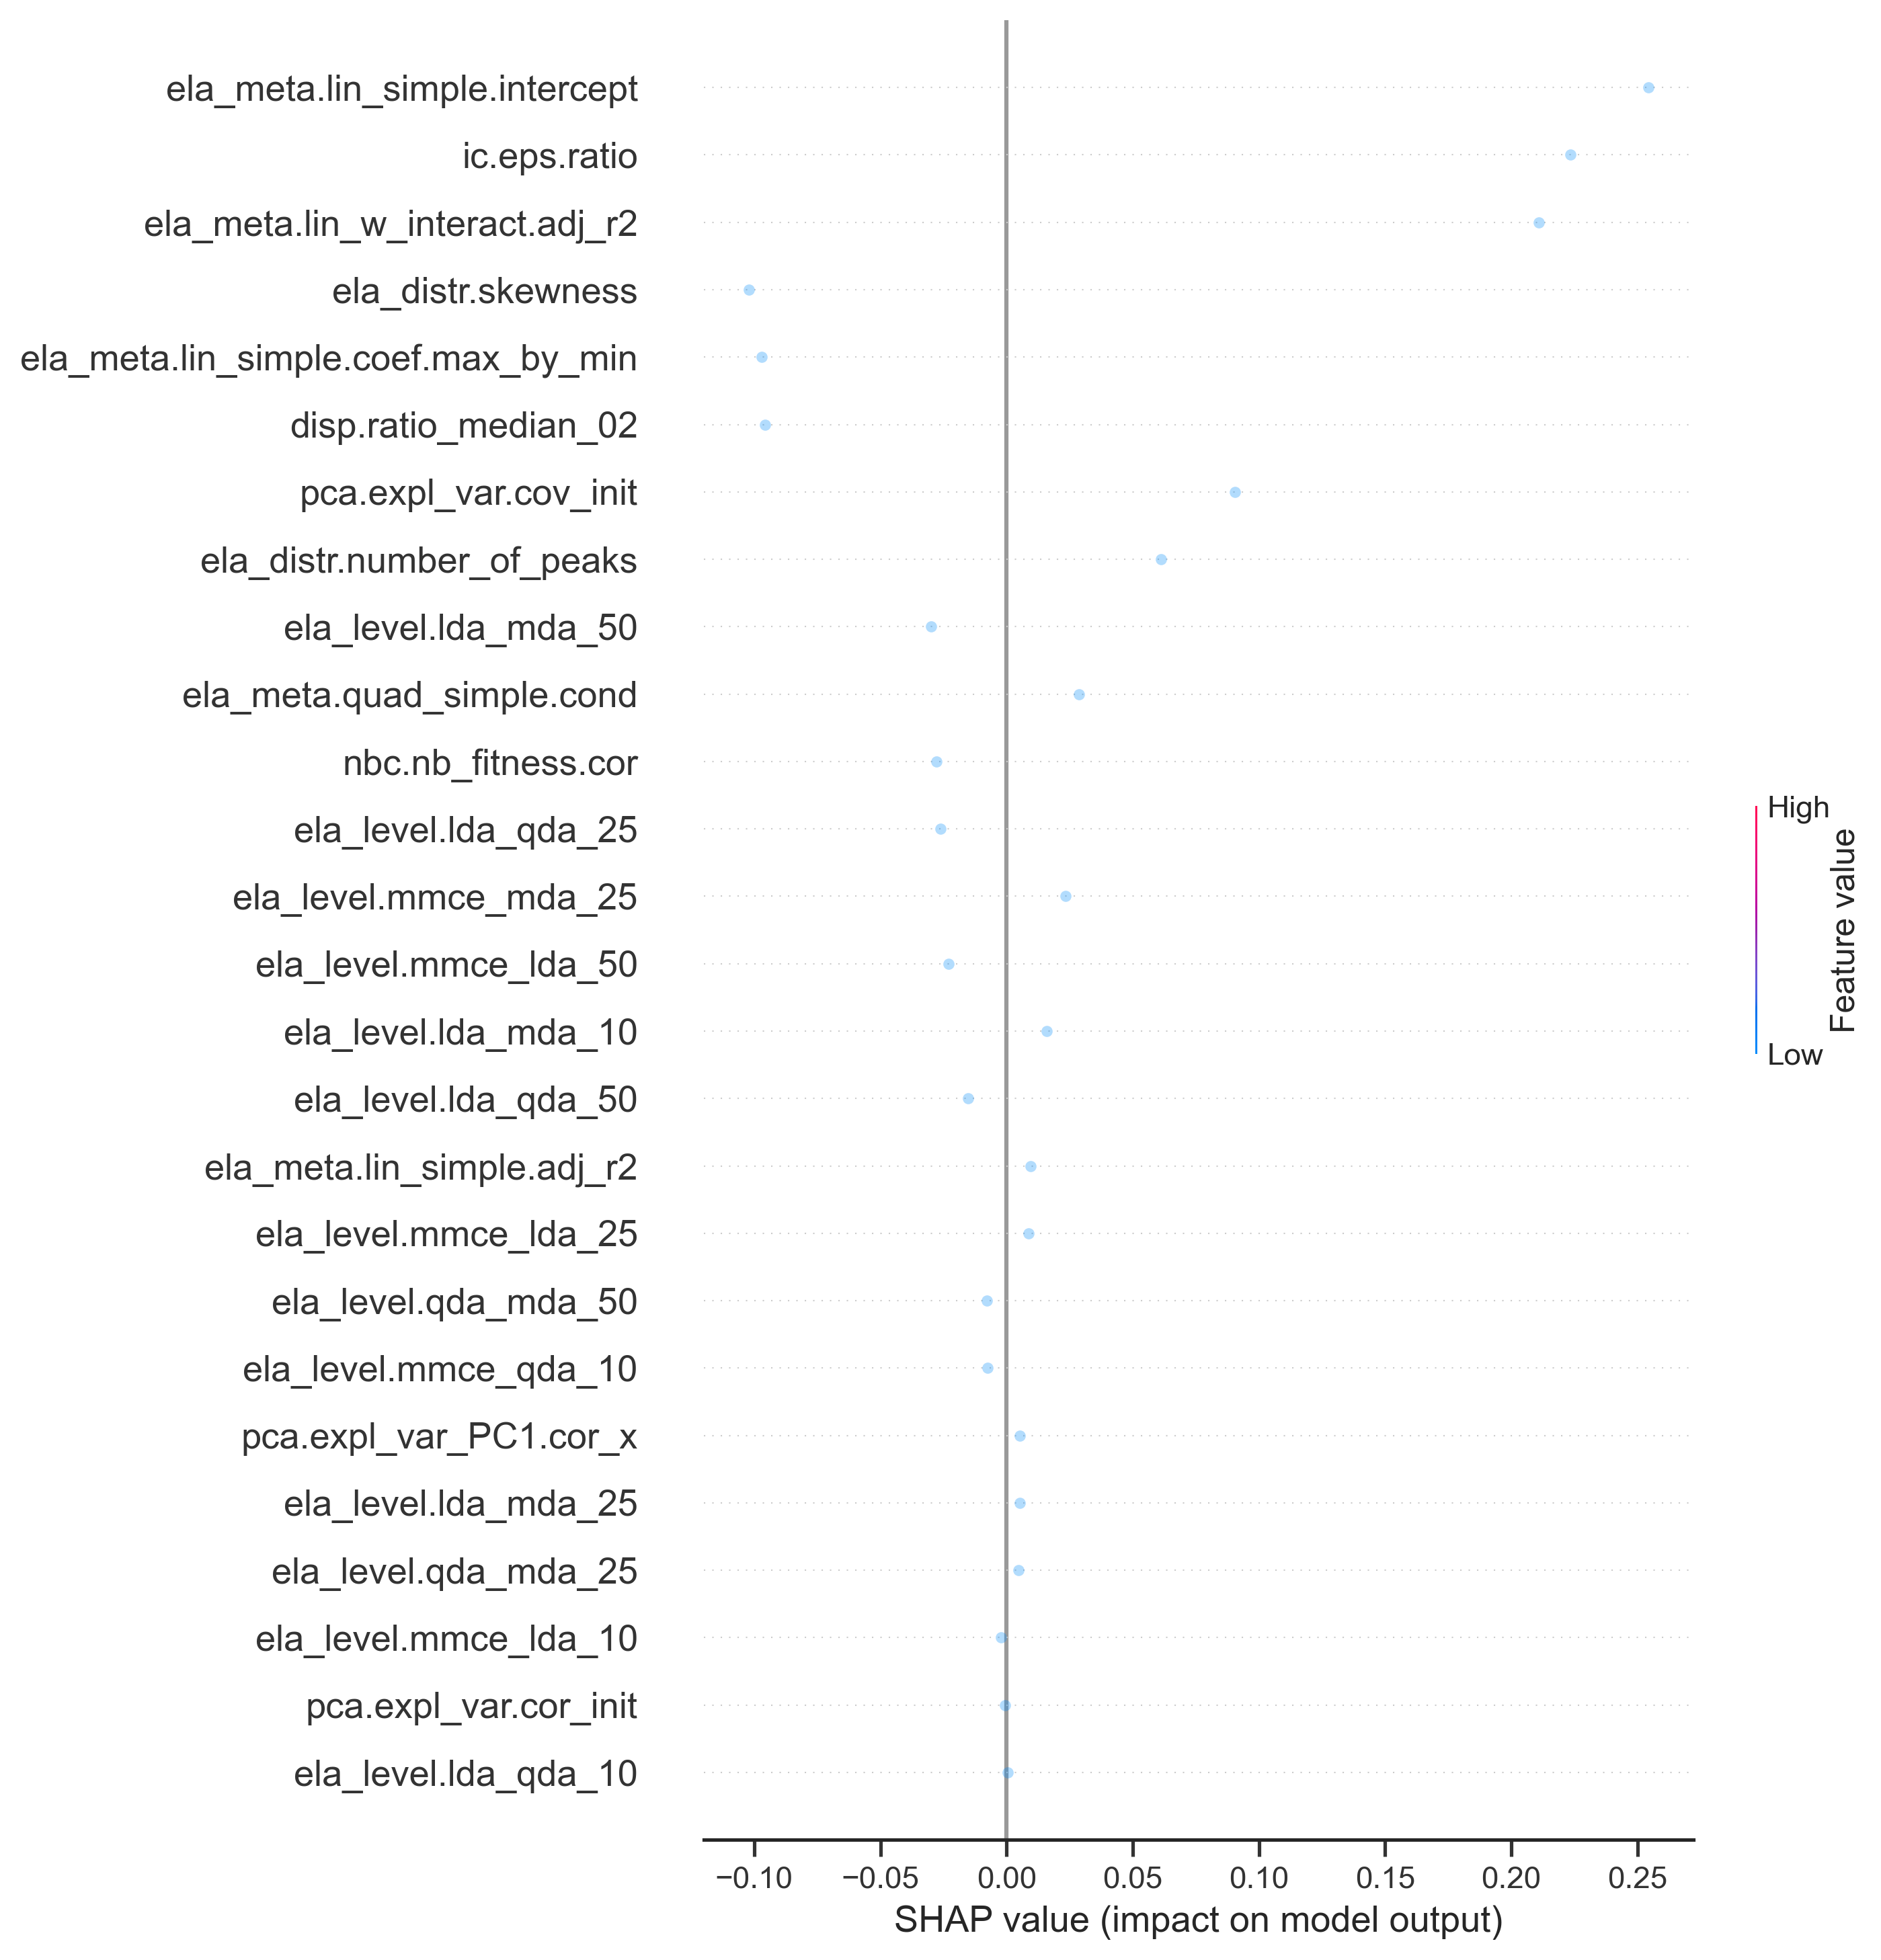 ela_meta.lin_simple.intercept
ic.eps.ratio
ela_meta.lin_w_interact.adj_r2
ela_distr.skewness
ela_meta.lin_simple.coef.max_by_min
disp.ratio_median_02
pca.expl_var.cov_init
ela_distr.number_of_peaks
ela_level.lda_mda_50
ela_meta.quad_simple.cond
nbc.nb_fitness.cor
ela_level.lda_qda_25
ela_level.mmce_mda_25
ela_level.mmce_lda_50
ela_level.lda_mda_10
ela_level.lda_qda_50
ela_meta.lin_simple.adj_r2
ela_level.mmce_lda_25
ela_level.qda_mda_50
ela_level.mmce_qda_10
pca.expl_var_PC1.cor_x
ela_level.lda_mda_25
ela_level.qda_mda_25
ela_level.mmce_lda_10
pca.expl_var.cor_init
ela_level.lda_qda_10
−0.10 −0.05 0.00 0.05 0.10 0.15 0.20 0.25
SHAP value (impact on model output)
High
Feature value
Low